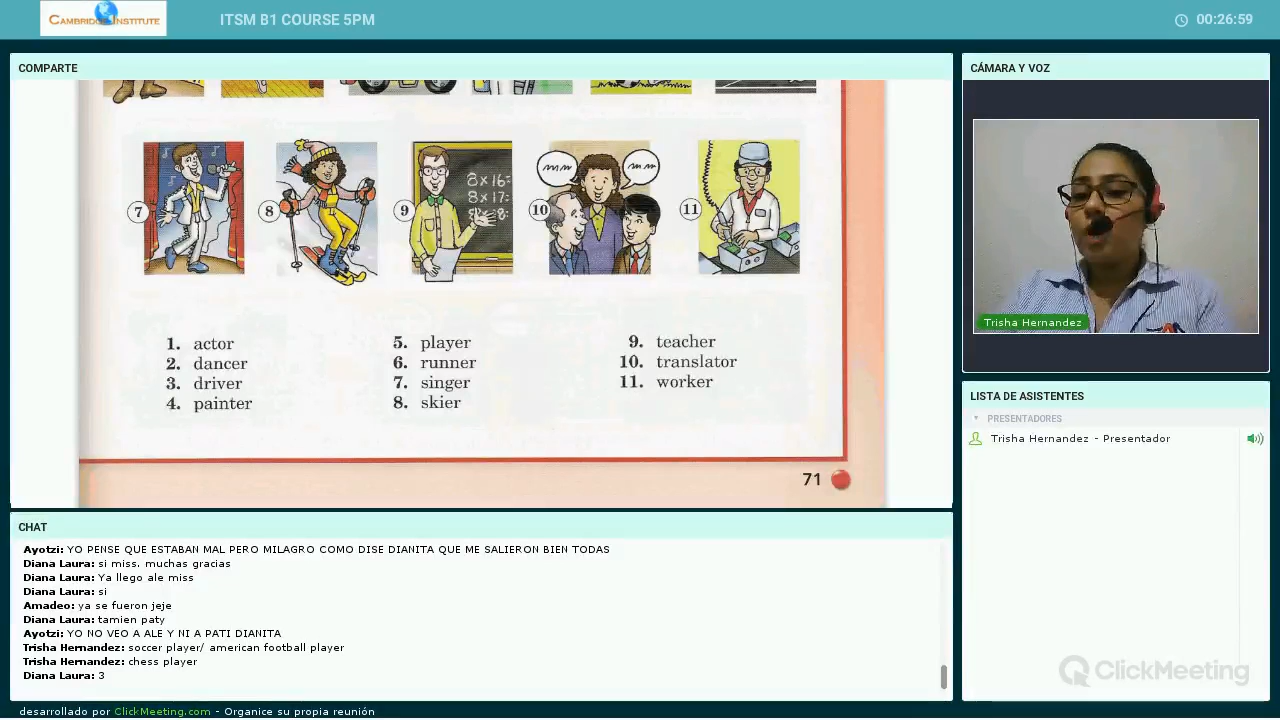 CAMBRIDGE INSTITUTE
ITSM B1 COURSE 5PM
00:26:59
COMPARTE
7
8
9
8 x 16=
8 x 17=
10
11
1. actor
2. dancer
3. driver
4. painter
5. player
6. runner
7. singer
8. skier
9. teacher
10. translator
11. worker
71
CÁMARA Y VOZ
Trisha Hernandez
LISTA DE ASISTENTES
PRESENTADORES
Trisha Hernandez - Presentador
CHAT
Ayotzi: YO PENSE QUE ESTABAN MAL PERO MILAGRO COMO DISE DIANITA QUE ME SALIERON BIEN TODAS
Diana Laura: si miss. muchas gracias
Diana Laura: Ya llego ale miss
Diana Laura: si
Amadeo: ya se fueron jeje
Diana Laura: tamien paty
Ayotzi: YO NO VEO A ALE Y NI A PATI DIANITA
Trisha Hernandez: soccer player/ american football player
Trisha Hernandez: chess player
Diana Laura: 3
ClickMeeting
desarrollado por ClickMeeting.com - Organice su propia reunión